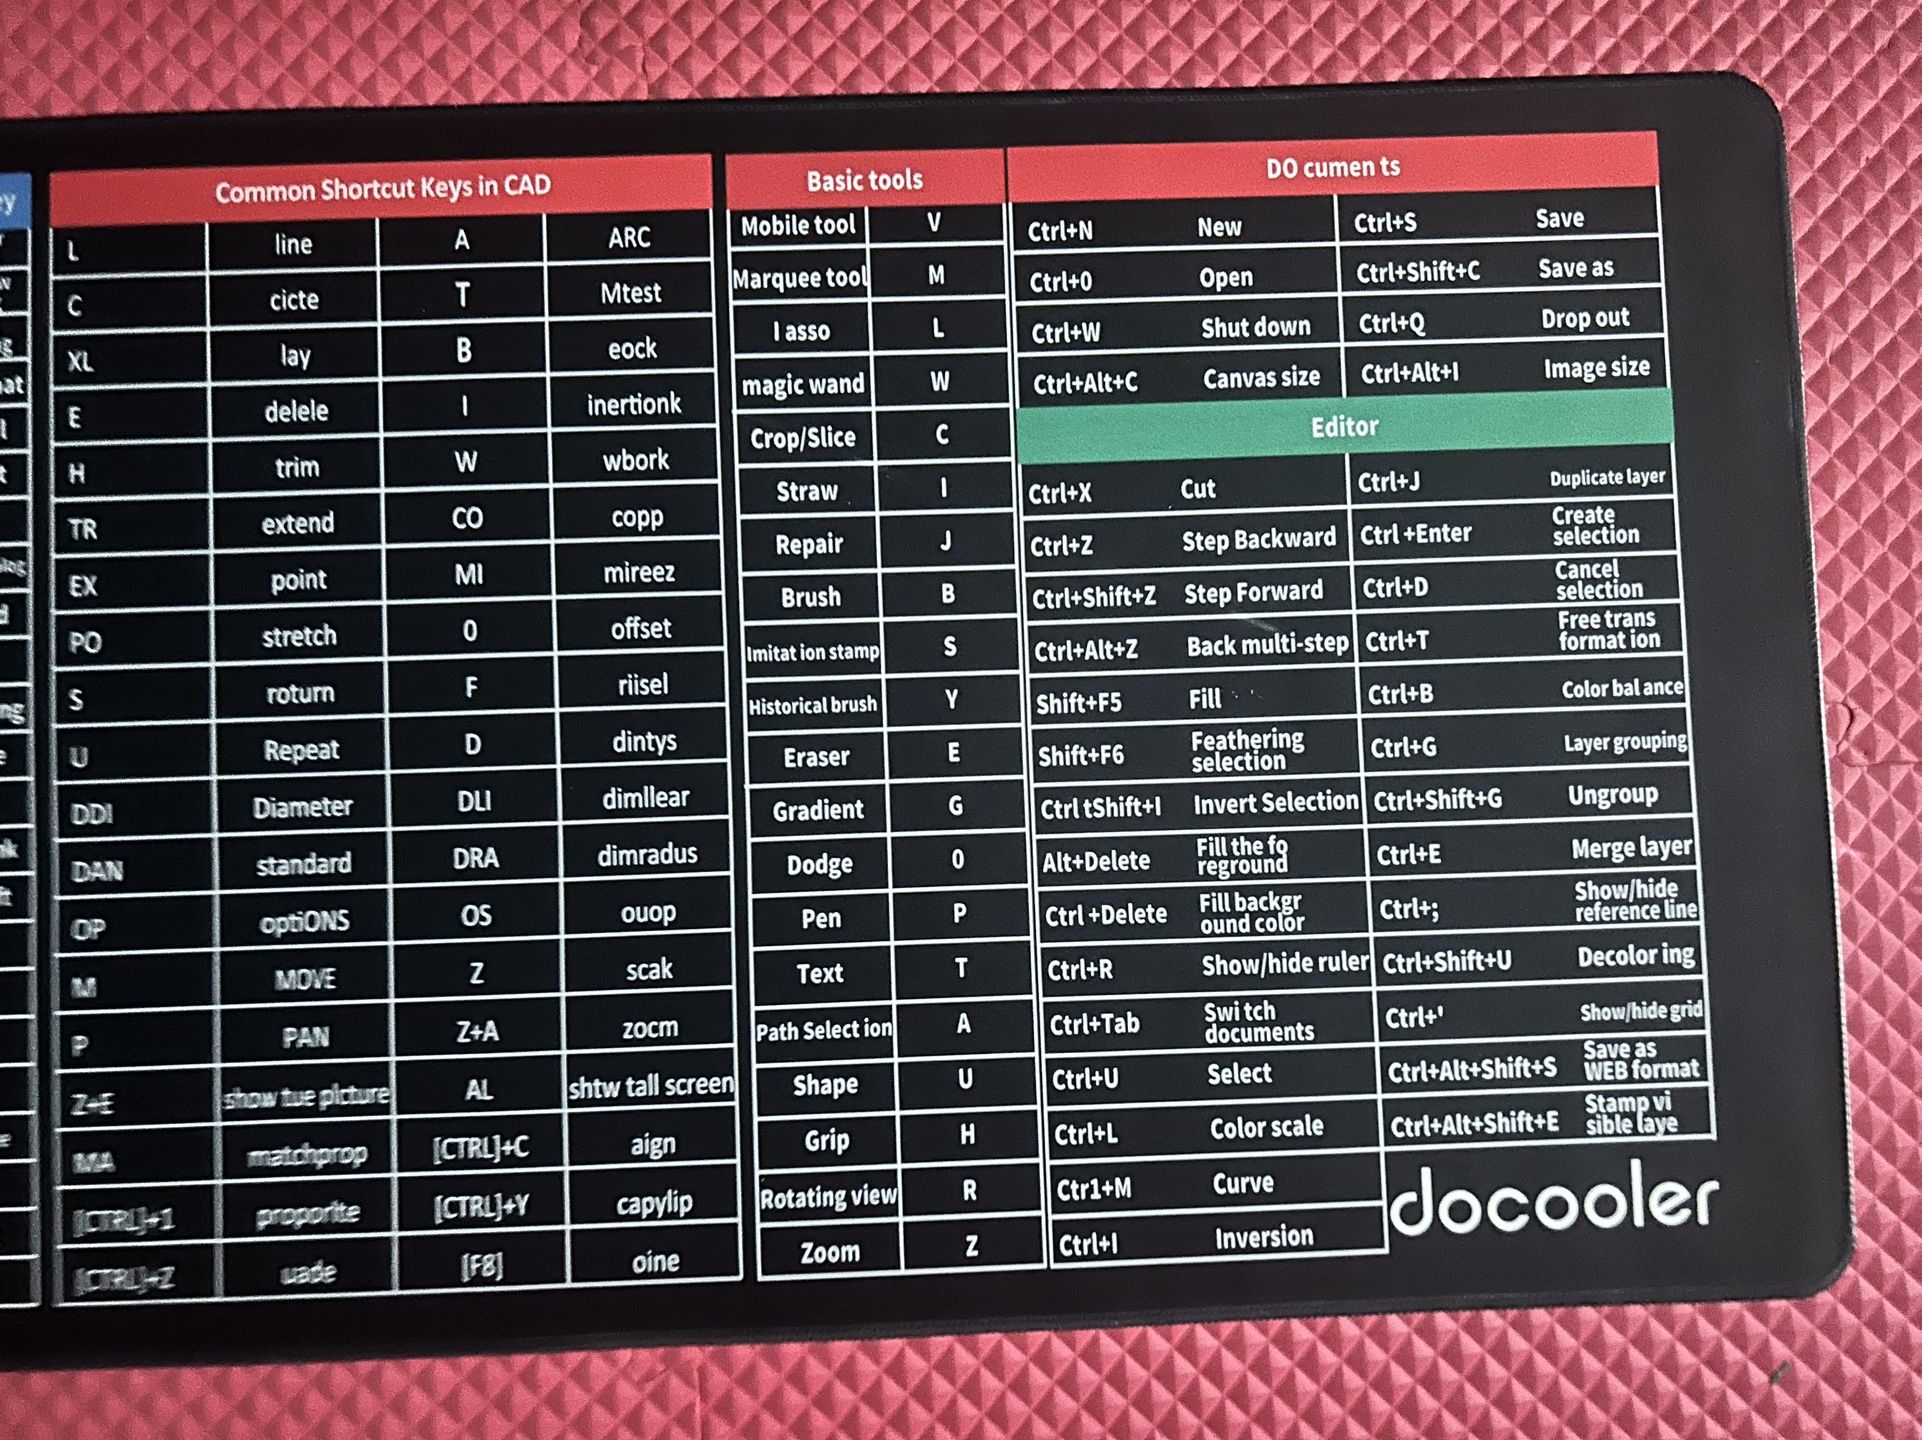 Common Shortcut Keys in CAD
L line A ARC
C cicte T Mtest
XL lay B eock
E delele I inertionk
H trim W wbork
TR extend CO copp
EX point MI mireez
PO stretch 0 offset
S roturn F riisel
U Repeat D dintys
DDI Diameter DLI dimllear
DAN standard DRA dimradus
OP optiONS OS ouop
M MOVE Z scak
P PAN Z+A zocm
Z+E show tue picture AL shtw tall screen
MA matchprop [CTRL]+C aign
[CTRL]+1 proporite [CTRL]+Y capylip
[CTRL]+Z uade [F8] oine
Basic tools
Mobile tool V
Marquee tool M
l asso L
magic wand W
Crop/Slice C
Straw I
Repair J
Brush B
Imitat ion stamp S
Historical brush Y
Eraser E
Gradient G
Dodge 0
Pen P
Text T
Path Select ion A
Shape U
Grip H
Rotating view R
Zoom Z
DO cumen ts
Ctrl+N New Ctrl+S Save
Ctrl+0 Open Ctrl+Shift+C Save as
Ctrl+W Shut down Ctrl+Q Drop out
Ctrl+Alt+C Canvas size Ctrl+Alt+I Image size
Editor
Ctrl+X Cut Ctrl+J Duplicate layer
Ctrl+Z Step Backward Ctrl +Enter Create
selection
Ctrl+Shift+Z Step Forward Ctrl+D Cancel
selection
Ctrl+Alt+Z Back multi-step Ctrl+T Free trans
format ion
Shift+F5 Fill Ctrl+B Color bal ance
Shift+F6 Feathering
selection Ctrl+G Layer grouping
Ctrl tShift+I Invert Selection Ctrl+Shift+G Ungroup
Alt+Delete Fill the fo
reground Ctrl+E Merge layer
Ctrl +Delete Fill backgr
ound color Ctrl+; Show/hide
reference line
Ctrl+R Show/hide ruler Ctrl+Shift+U Decolor ing
Ctrl+Tab Swi tch
documents Ctrl+' Show/hide grid
Ctrl+U Select Ctrl+Alt+Shift+S Save as
WEB format
Ctrl+L Color scale Ctrl+Alt+Shift+E Stamp vi
sible laye
Ctr1+M Curve
Ctrl+I Inversion
docooler